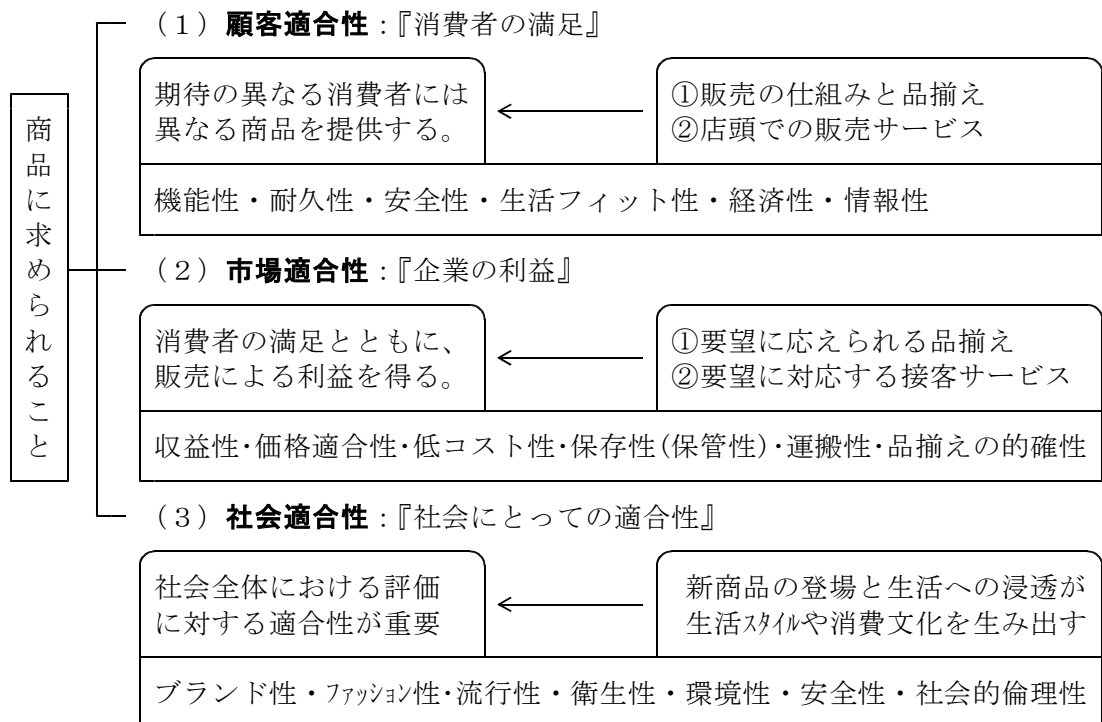 商品に求められること
（１）顧客適合性：『消費者の満足』
期待の異なる消費者には
異なる商品を提供する。
①販売の仕組みと品揃え
②店頭での販売サービス
機能性・耐久性・安全性・生活フィット性・経済性・情報性
（２）市場適合性：『企業の利益』
消費者の満足とともに、
販売による利益を得る。
①要望に応えられる品揃え
②要望に対応する接客サービス
収益性･価格適合性･低コスト性･保存性(保管性)･運搬性･品揃えの的確性
（３）社会適合性：『社会にとっての適合性』
社会全体における評価
に対する適合性が重要
新商品の登場と生活への浸透が
生活ｽﾀｲﾙや消費文化を生み出す
ブランド性・ﾌｧｯｼｮﾝ性･流行性・衛生性・環境性・安全性・社会的倫理性